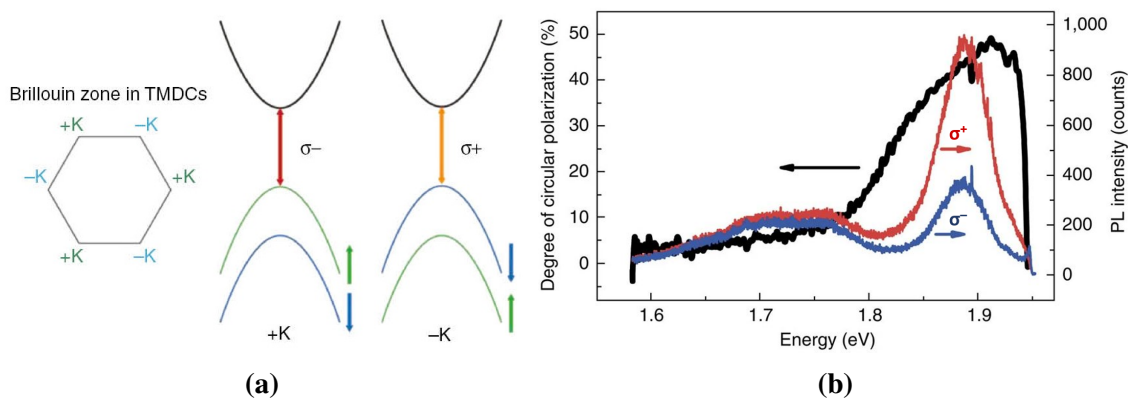 Brillouin zone in TMDCs
+K
–K
–K
+K
+K
–K
σ–
σ+
+K
–K
(a)
Degree of circular polarization (%)
50
40
30
20
10
0
1.6
1.7
1.8
1.9
Energy (eV)
σ+
σ–
1,000
800
600
400
200
0
PL intensity (counts)
(b)